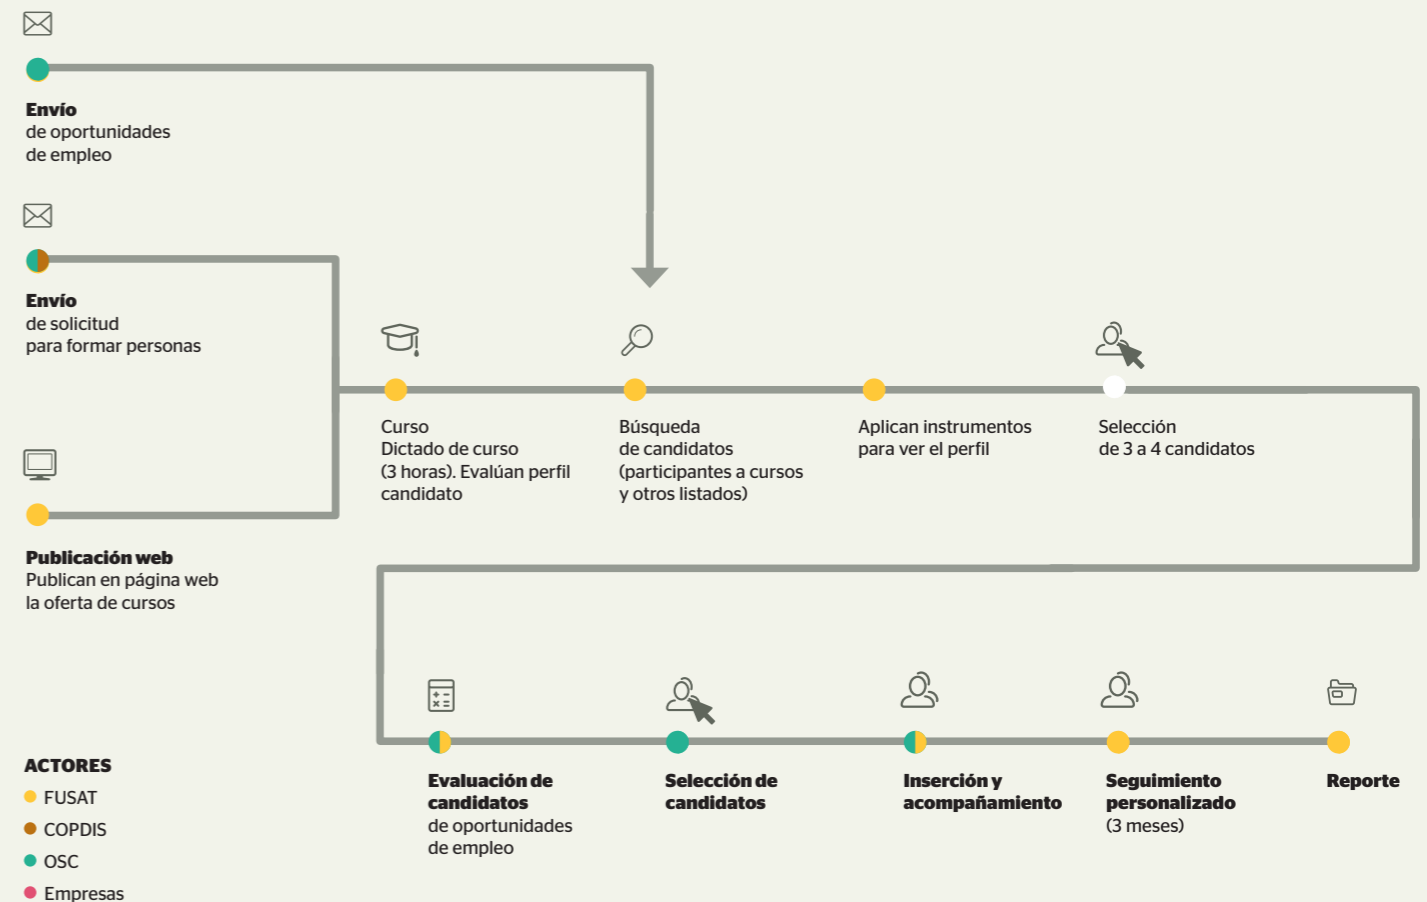 Envío
de oportunidades
de empleo
Envío
de solicitud
para formar personas
Publicación web
Publican en página web
la oferta de cursos
Curso
Dictado de curso
(3 horas). Evalúan perfil
candidato
Búsqueda
de candidatos
(participantes a cursos
y otros listados)
Aplican instrumentos
para ver el perfil
Selección
de 3 a 4 candidatos
Evaluación de
candidatos
de oportunidades
de empleo
Selección de
candidatos
Inserción y
acompañamiento
Seguimiento
personalizado
(3 meses)
Reporte
ACTORES
FUSAT
COPDIS
OSC
Empresas